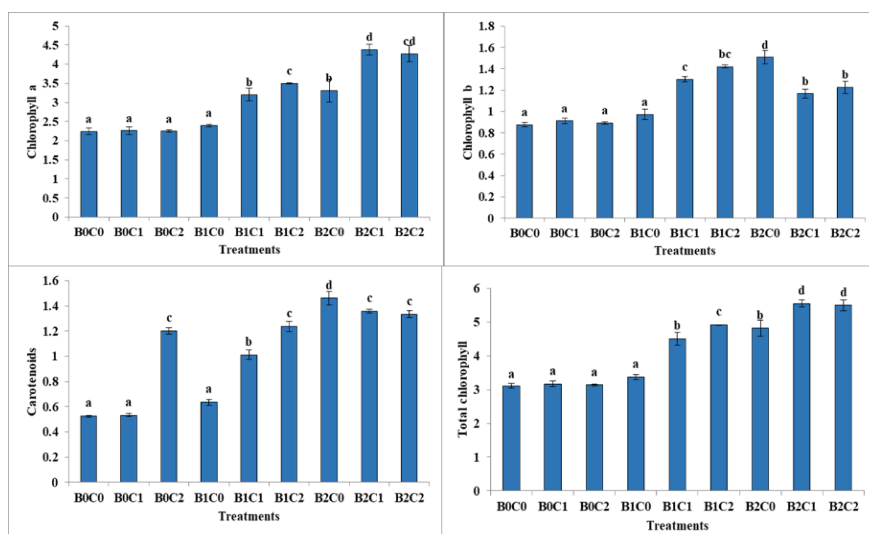 Chlorophyll a
5
4.5
4
3.5
3
2.5
2
1.5
1
0.5
0
a a a a b c b d cd
B0C0 B0C1 B0C2 B1C0 B1C1 B1C2 B2C0 B2C1 B2C2
Treatments
Chlorophyll b
1.8
1.6
1.4
1.2
1
0.8
0.6
0.4
0.2
0
a a a a c bc d b b
B0C0 B0C1 B0C2 B1C0 B1C1 B1C2 B2C0 B2C1 B2C2
Treatments
Carotenoids
1.6
1.4
1.2
1
0.8
0.6
0.4
0.2
0
a a c a b c d c c
B0C0 B0C1 B0C2 B1C0 B1C1 B1C2 B2C0 B2C1 B2C2
Treatments
Total chlorophyll
6
5
4
3
2
1
0
a a a a b c b d d
B0C0 B0C1 B0C2 B1C0 B1C1 B1C2 B2C0 B2C1 B2C2
Treatments